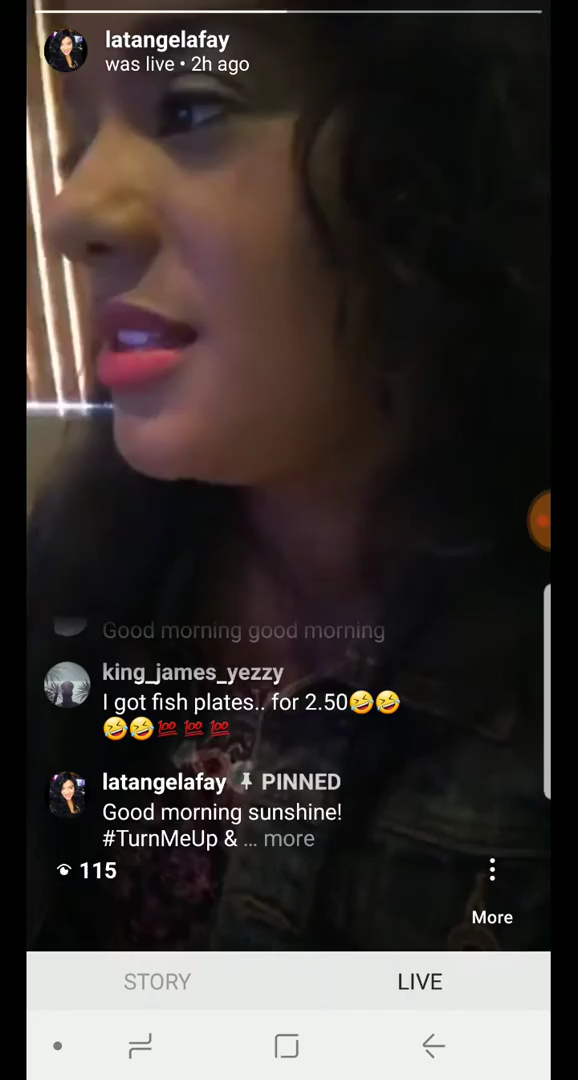 latangelafay
was live • 2h ago
Good morning good morning
king_james_yezzy
I got fish plates.. for 2.50🤣🤣
🤣🤣💯💯💯
latangelafay PINNED
Good morning sunshine!
#TurnMeUp & ... more
115
More
STORY LIVE